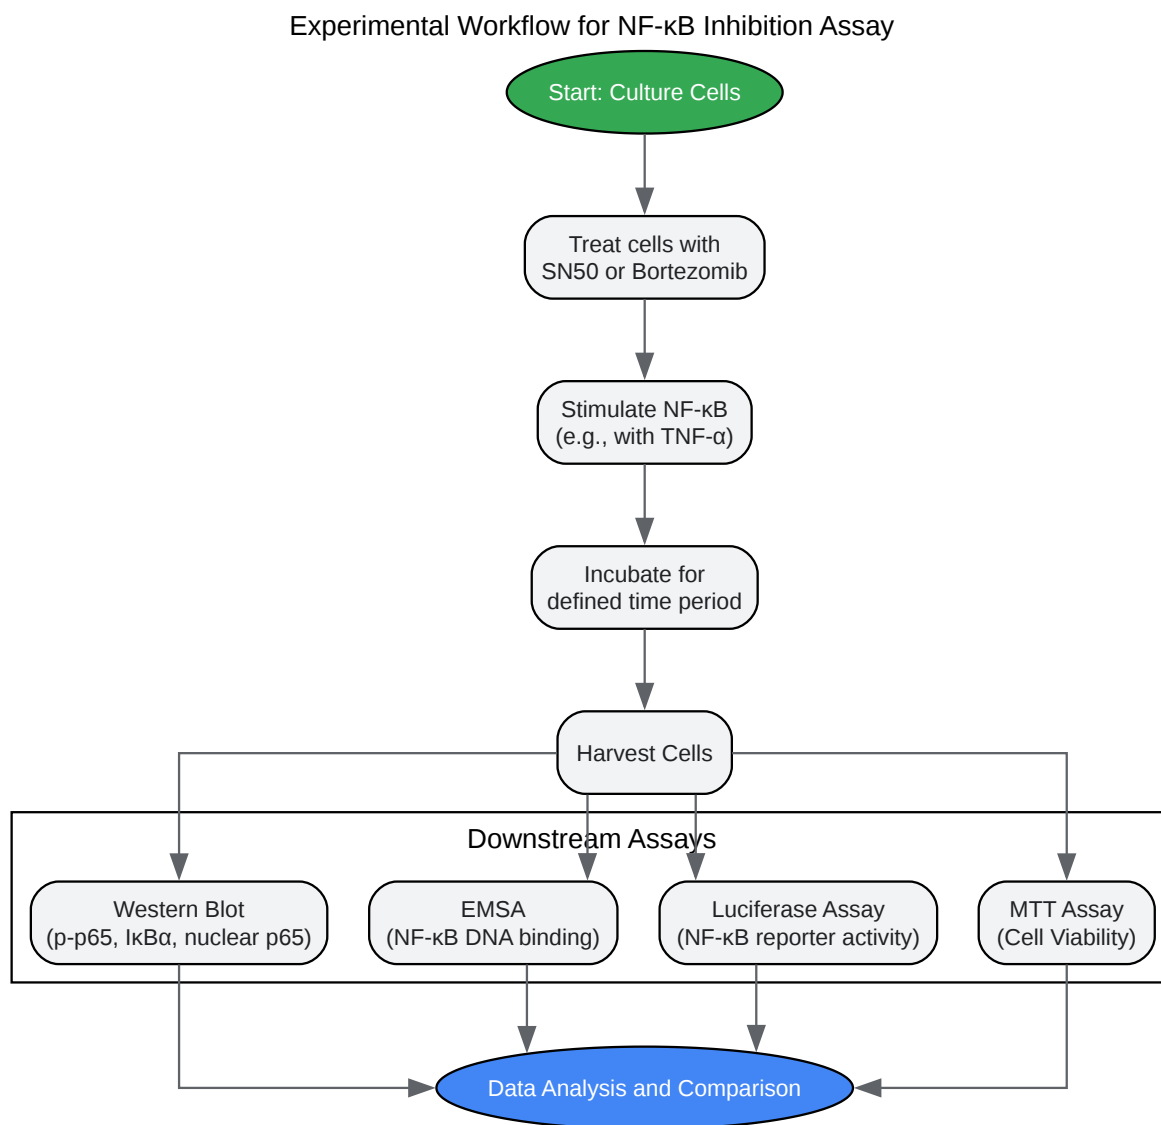 Experimental Workflow for NF-κB Inhibition Assay
Start: Culture Cells
Treat cells with
SN50 or Bortezomib
Stimulate NF-κB
(e.g., with TNF-α)
Incubate for
defined time period
Harvest Cells
Downstream Assays
Western Blot
(p-p65, IκBα, nuclear p65)
EMSA
(NF-κB DNA binding)
Luciferase Assay
(NF-κB reporter activity)
MTT Assay
(Cell Viability)
Data Analysis and Comparison